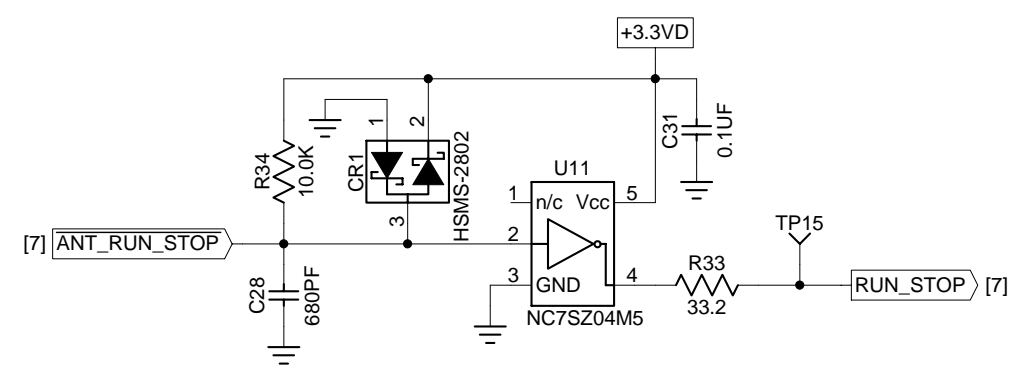 +3.3VD
R34
10.0K
1
2
CR1
HSMS-2802
3
C31
0.1UF
U11
1
n/c
Vcc
5
[7]
ANT_RUN_STOP
2
TP15
3
GND
4
R33
33.2
RUN_STOP
[7]
C28
680PF
NC7SZ04M5